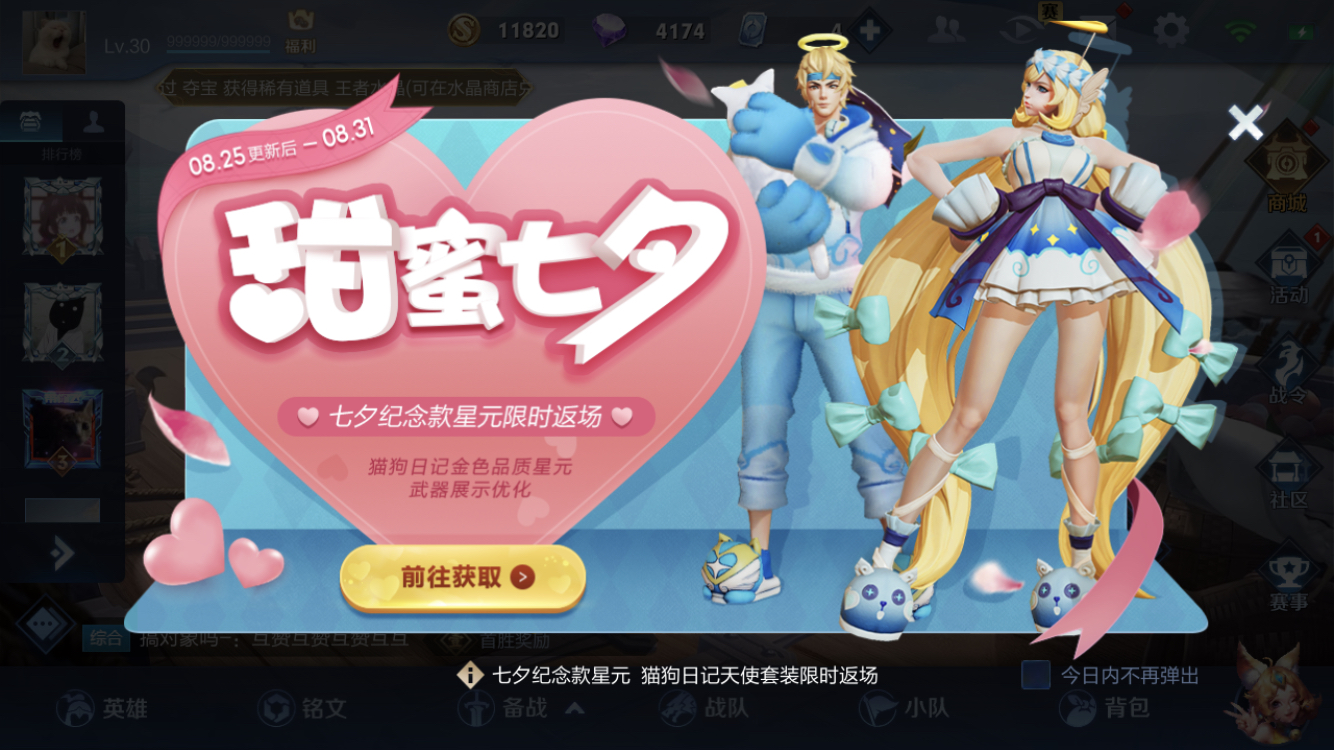 Lv.30
999999/999999
福利
11820
4174
4
赛
过 夺宝 获得稀有道具 王者水晶(可在水晶商店兑
排行榜
1
2
3
08.25更新后 – 08.31
甜蜜七夕
七夕纪念款星元限时返场
猫狗日记金色品质星元
武器展示优化
前往获取
商城
1
活动
战令
社区
赛事
综合
搞对象吗~：互赞互赞互赞互互
首胜奖励
七夕纪念款星元 猫狗日记天使套装限时返场
今日内不再弹出
英雄
铭文
备战
战队
小队
背包